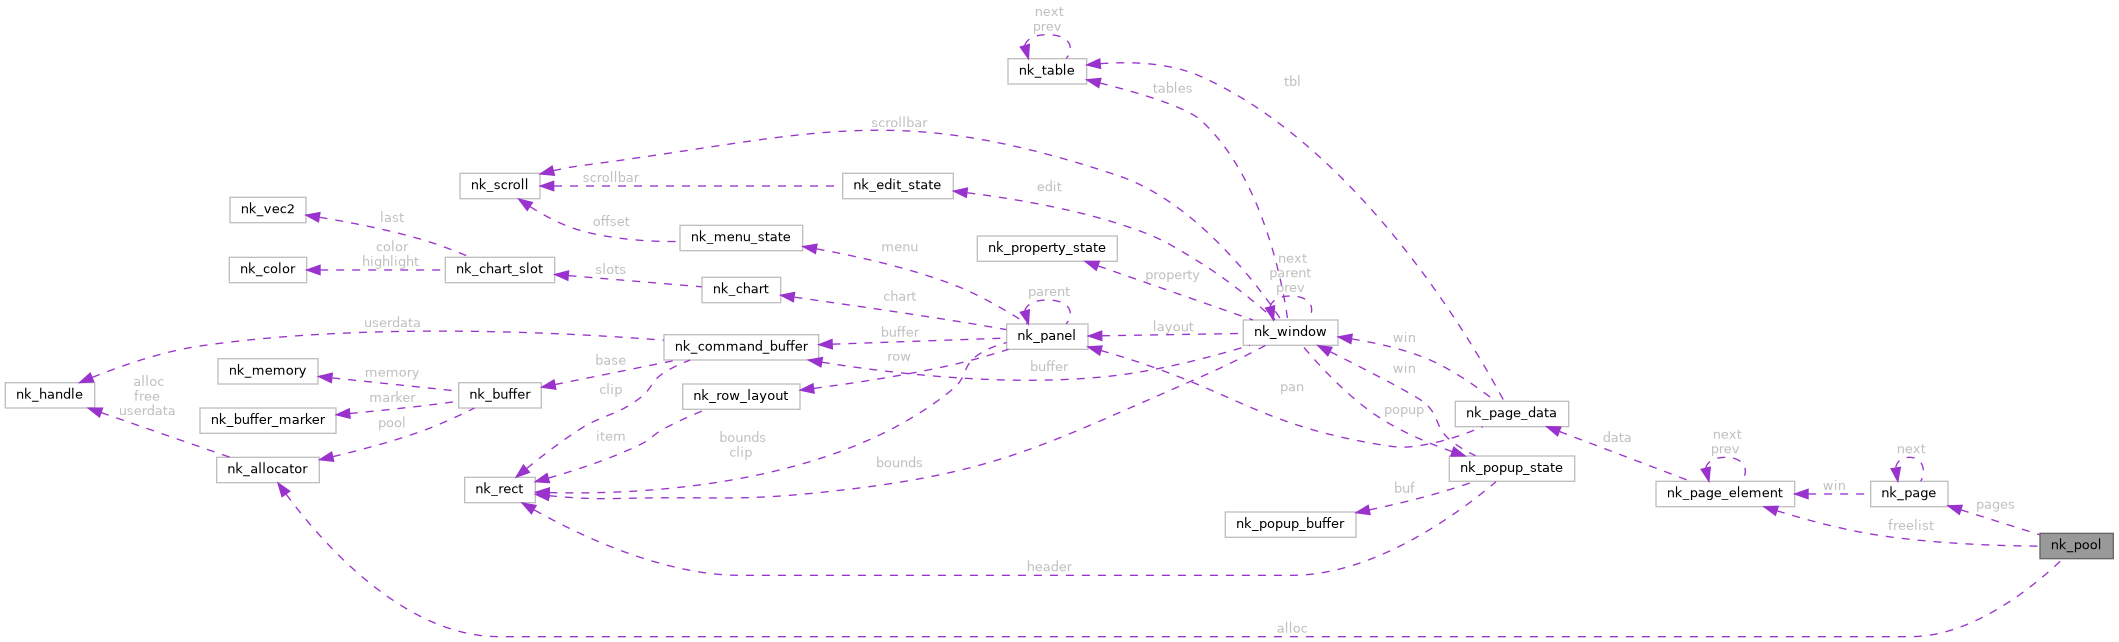 next
prev
nk_table
tbl
tables
scrollbar
nk_scroll
scrollbar
nk_edit_state
edit
nk_vec2
last
offset
nk_menu_state
menu
nk_property_state
color
highlight
nk_color
nk_chart_slot
slots
nk_chart
chart
property
next
parent
prev
parent
userdata
nk_command_buffer
buffer
nk_panel
layout
nk_window
win
row
base
clip
nk_memory
memory
buffer
win
alloc
free
userdata
nk_handle
marker
nk_buffer
nk_row_layout
pan
popup
nk_page_data
nk_buffer_marker
pool
item
bounds
clip
data
next
prev
next
nk_allocator
bounds
nk_popup_state
nk_rect
buf
nk_page_element
win
nk_page
pages
nk_popup_buffer
freelist
nk_pool
header
alloc